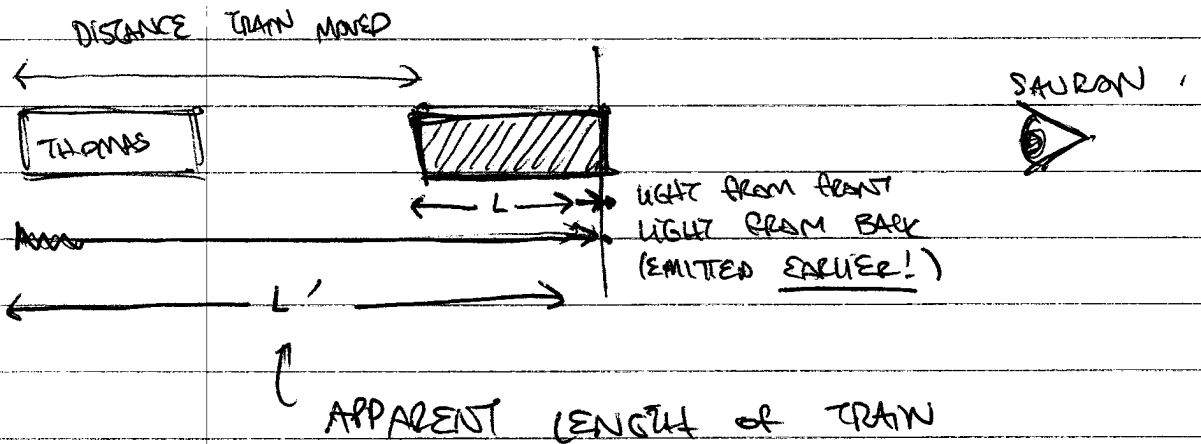 DISTANCE TRAIN MOVED
SAURON
THOMAS
L
LIGHT FROM FRONT
LIGHT FROM BACK
(EMITTED EARLIER!)
L'
APPARENT LENGTH OF TRAIN